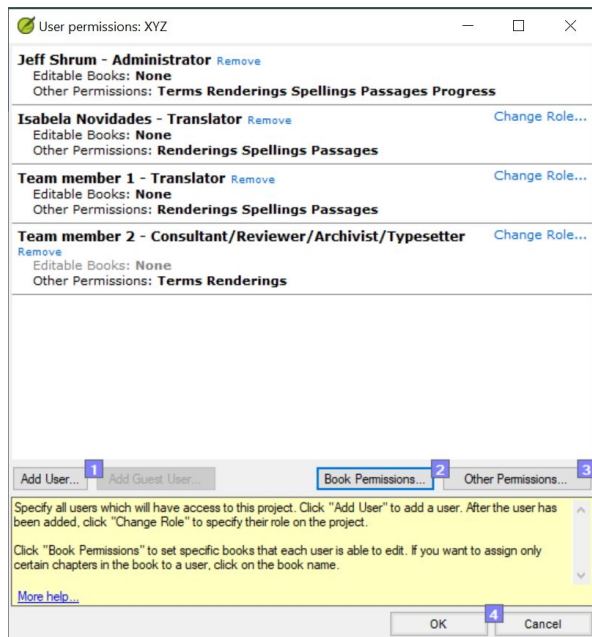 User permissions: XYZ
Jeff Shrum - Administrator Remove
Editable Books: None
Other Permissions: Terms Renderings Spellings Passages Progress
Isabela Novidades - Translator Remove Change Role...
Editable Books: None
Other Permissions: Renderings Spellings Passages
Team member 1 - Translator Remove Change Role...
Editable Books: None
Other Permissions: Renderings Spellings Passages
Team member 2 - Consultant/Reviewer/Archivist/Typesetter Change Role...
Remove
Editable Books: None
Other Permissions: Terms Renderings
Add User... 1 Add Guest User... Book Permissions... 2 Other Permissions... 3
Specify all users which will have access to this project. Click "Add User" to add a user. After the user has
been added, click "Change Role" to specify their role on the project.
Click "Book Permissions" to set specific books that each user is able to edit. If you want to assign only
certain chapters in the book to a user, click on the book name.
More help...
OK 4 Cancel